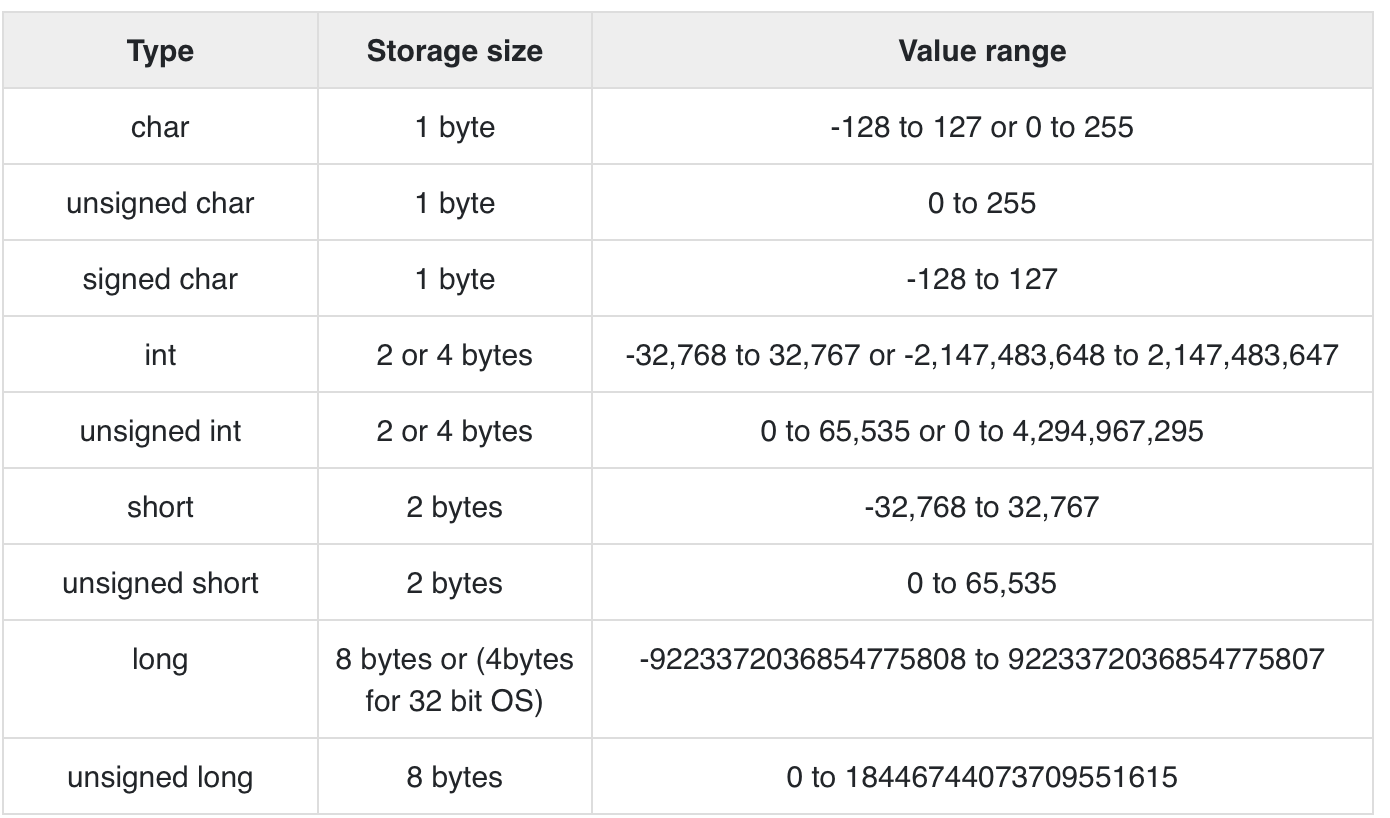 Type Storage size Value range
char 1 byte -128 to 127 or 0 to 255
unsigned char 1 byte 0 to 255
signed char 1 byte -128 to 127
int 2 or 4 bytes -32,768 to 32,767 or -2,147,483,648 to 2,147,483,647
unsigned int 2 or 4 bytes 0 to 65,535 or 0 to 4,294,967,295
short 2 bytes -32,768 to 32,767
unsigned short 2 bytes 0 to 65,535
long 8 bytes or (4bytes -9223372036854775808 to 9223372036854775807
for 32 bit OS)
unsigned long 8 bytes 0 to 18446744073709551615